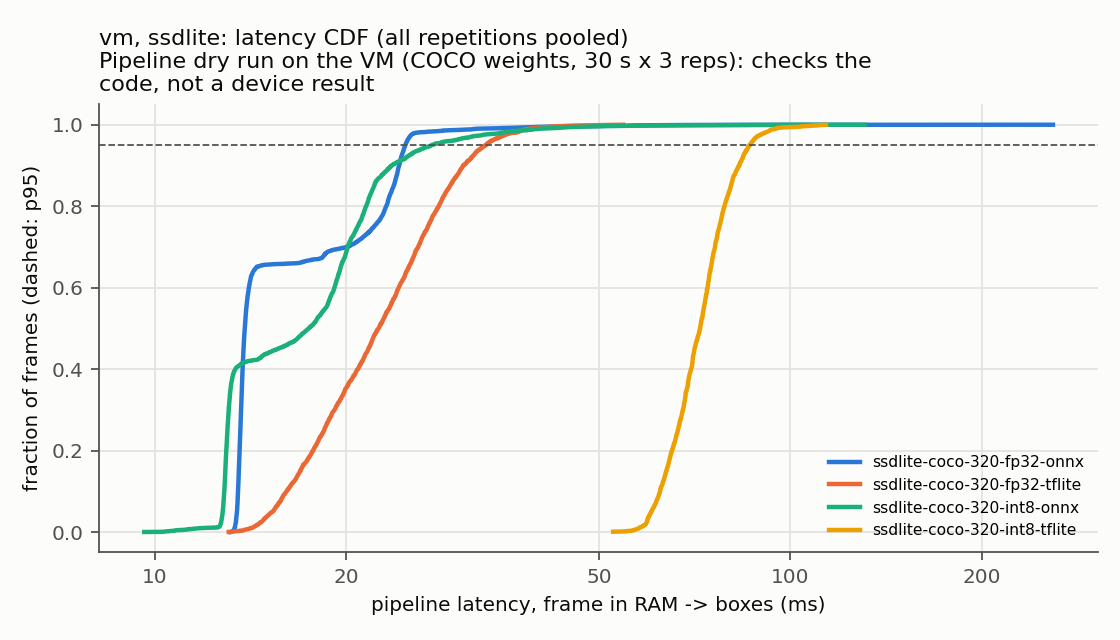 vm, ssdlite: latency CDF (all repetitions pooled)
Pipeline dry run on the VM (COCO weights, 30 s x 3 reps): checks the
code, not a device result
fraction of frames (dashed: p95)
1.0
0.8
0.6
0.4
0.2
0.0
ssdlite-coco-320-fp32-onnx
ssdlite-coco-320-fp32-tflite
ssdlite-coco-320-int8-onnx
ssdlite-coco-320-int8-tflite
10 20 50 100 200
pipeline latency, frame in RAM -> boxes (ms)